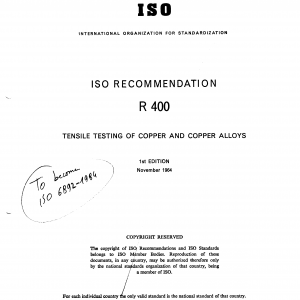 ISO
INTERNATIONAL ORGANIZATION FOR STANDARDIZATION
ISO RECOMMENDATION
R 400
TENSILE TESTING OF COPPER AND COPPER ALLOYS
1st EDITION
November 1964
To become
ISO 6892-1984
COPYRIGHT RESERVED
The copyright of ISO Recommendations and ISO Standards
belongs to ISO Member Bodies. Reproduction of these
documents, in any country, may be authorized therefore only
by the national standards organization of that country, being
a member of ISO.
For each individual country the only valid standard is the national standard of that country.